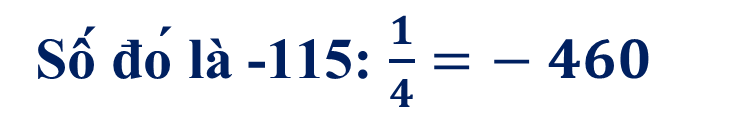 Số đó là -115: 1/4 = − 460